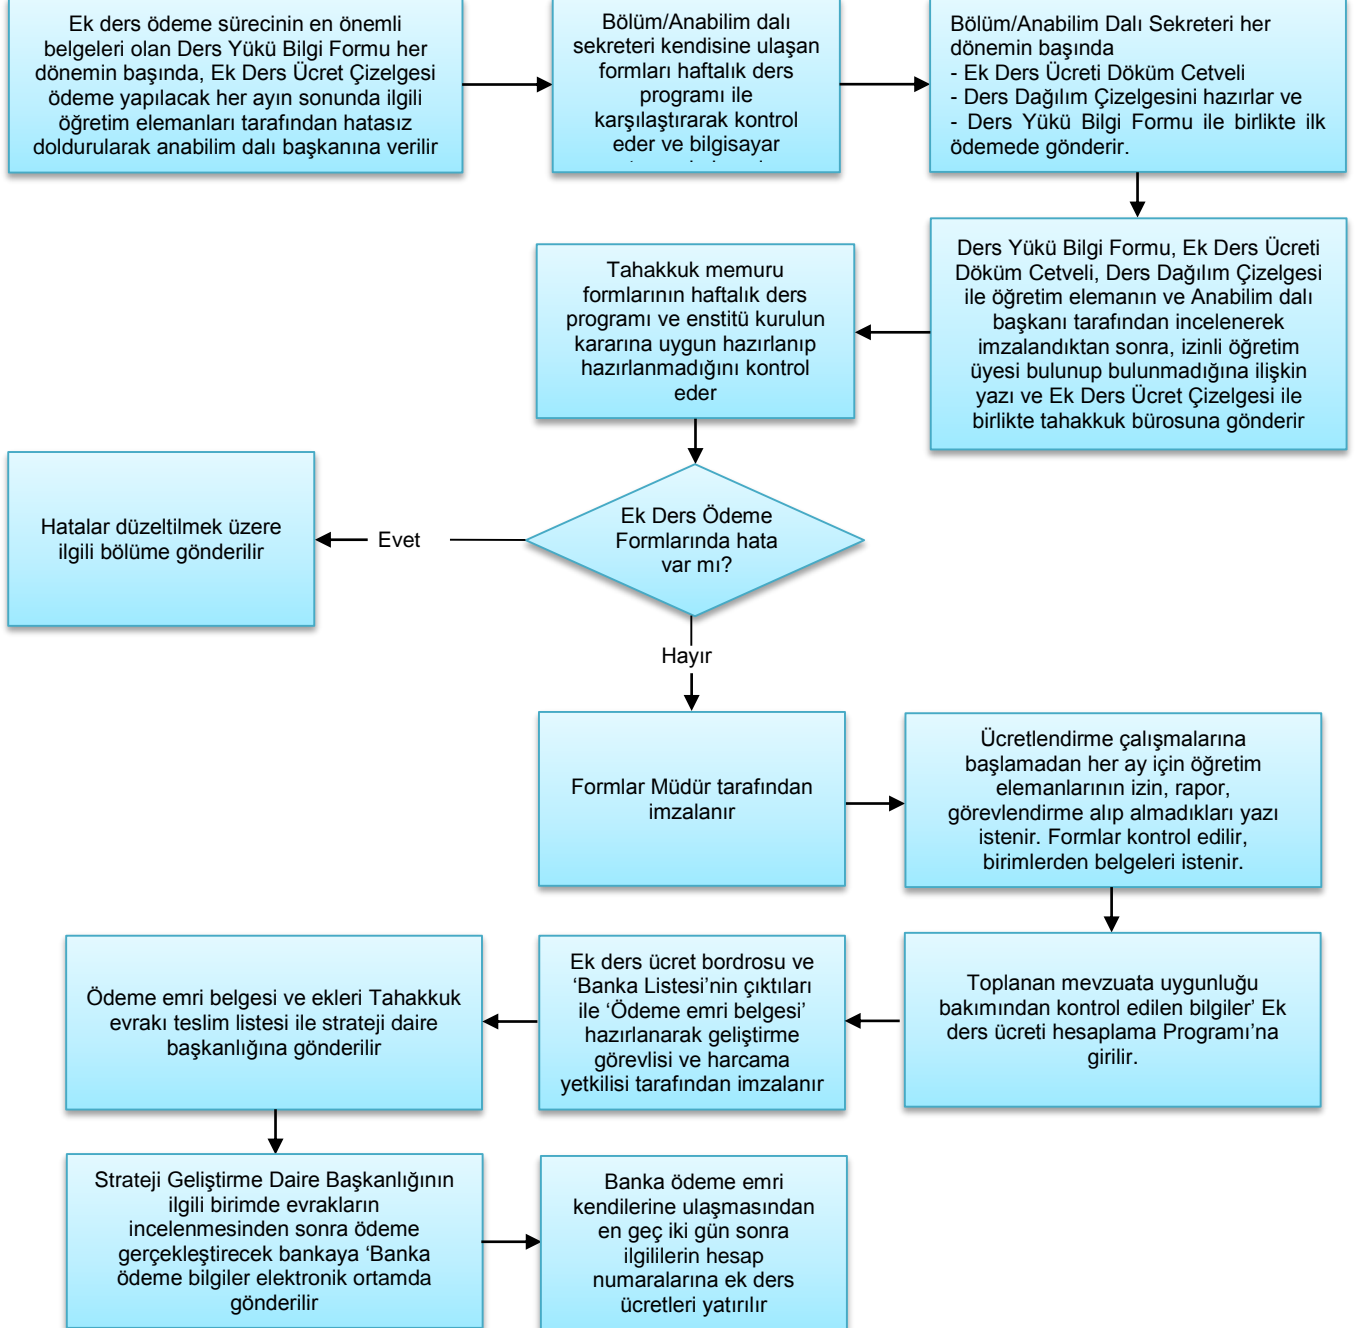 Ek ders ödeme sürecinin en önemli
belgeleri olan Ders Yükü Bilgi Formu her
dönemin başında, Ek Ders Ücret Çizelgesi
ödeme yapılacak her ayın sonunda ilgili
öğretim elemanları tarafından hatasız
doldurularak anabilim dalı başkanına verilir
Bölüm/Anabilim dalı
sekreteri kendisine ulaşan
formları haftalık ders
programı ile
karşılaştırarak kontrol
eder ve bilgisayar
Bölüm/Anabilim Dalı Sekreteri her
dönemin başında
- Ek Ders Ücreti Döküm Cetveli
- Ders Dağılım Çizelgesini hazırlar ve
- Ders Yükü Bilgi Formu ile birlikte ilk
ödemede gönderir.
Ders Yükü Bilgi Formu, Ek Ders Ücreti
Döküm Cetveli, Ders Dağılım Çizelgesi
ile öğretim elemanın ve Anabilim dalı
başkanı tarafından incelenerek
imzalandıktan sonra, izinli öğretim
üyesi bulunup bulunmadığına ilişkin
yazı ve Ek Ders Ücret Çizelgesi ile
birlikte tahakkuk bürosuna gönderir
Tahakkuk memuru
formlarının haftalık ders
programı ve enstitü kurulun
kararına uygun hazırlanıp
hazırlanmadığını kontrol
eder
Ek Ders Ödeme
Formlarında hata
var mı?
Evet
Hatalar düzeltilmek üzere
ilgili bölüme gönderilir
Hayır
Formlar Müdür tarafından
imzalanır
Ücretlendirme çalışmalarına
başlamadan her ay için öğretim
elemanlarının izin, rapor,
görevlendirme alıp almadıkları yazı
istenir. Formlar kontrol edilir,
birimlerden belgeleri istenir.
Toplanan mevzuata uygunluğu
bakımından kontrol edilen bilgiler’ Ek
ders ücreti hesaplama Programı’na
girilir.
Ek ders ücret bordrosu ve
‘Banka Listesi’nin çıktıları
ile ‘Ödeme emri belgesi’
hazırlanarak geliştirme
görevlisi ve harcama
yetkilisi tarafından imzalanır
Ödeme emri belgesi ve ekleri Tahakkuk
evrakı teslim listesi ile strateji daire
başkanlığına gönderilir
Strateji Geliştirme Daire Başkanlığının
ilgili birimde evrakların
incelenmesinden sonra ödeme
gerçekleştirecek bankaya ‘Banka
ödeme bilgiler elektronik ortamda
gönderilir
Banka ödeme emri
kendilerine ulaşmasından
en geç iki gün sonra
ilgililerin hesap
numaralarına ek ders
ücretleri yatırılır